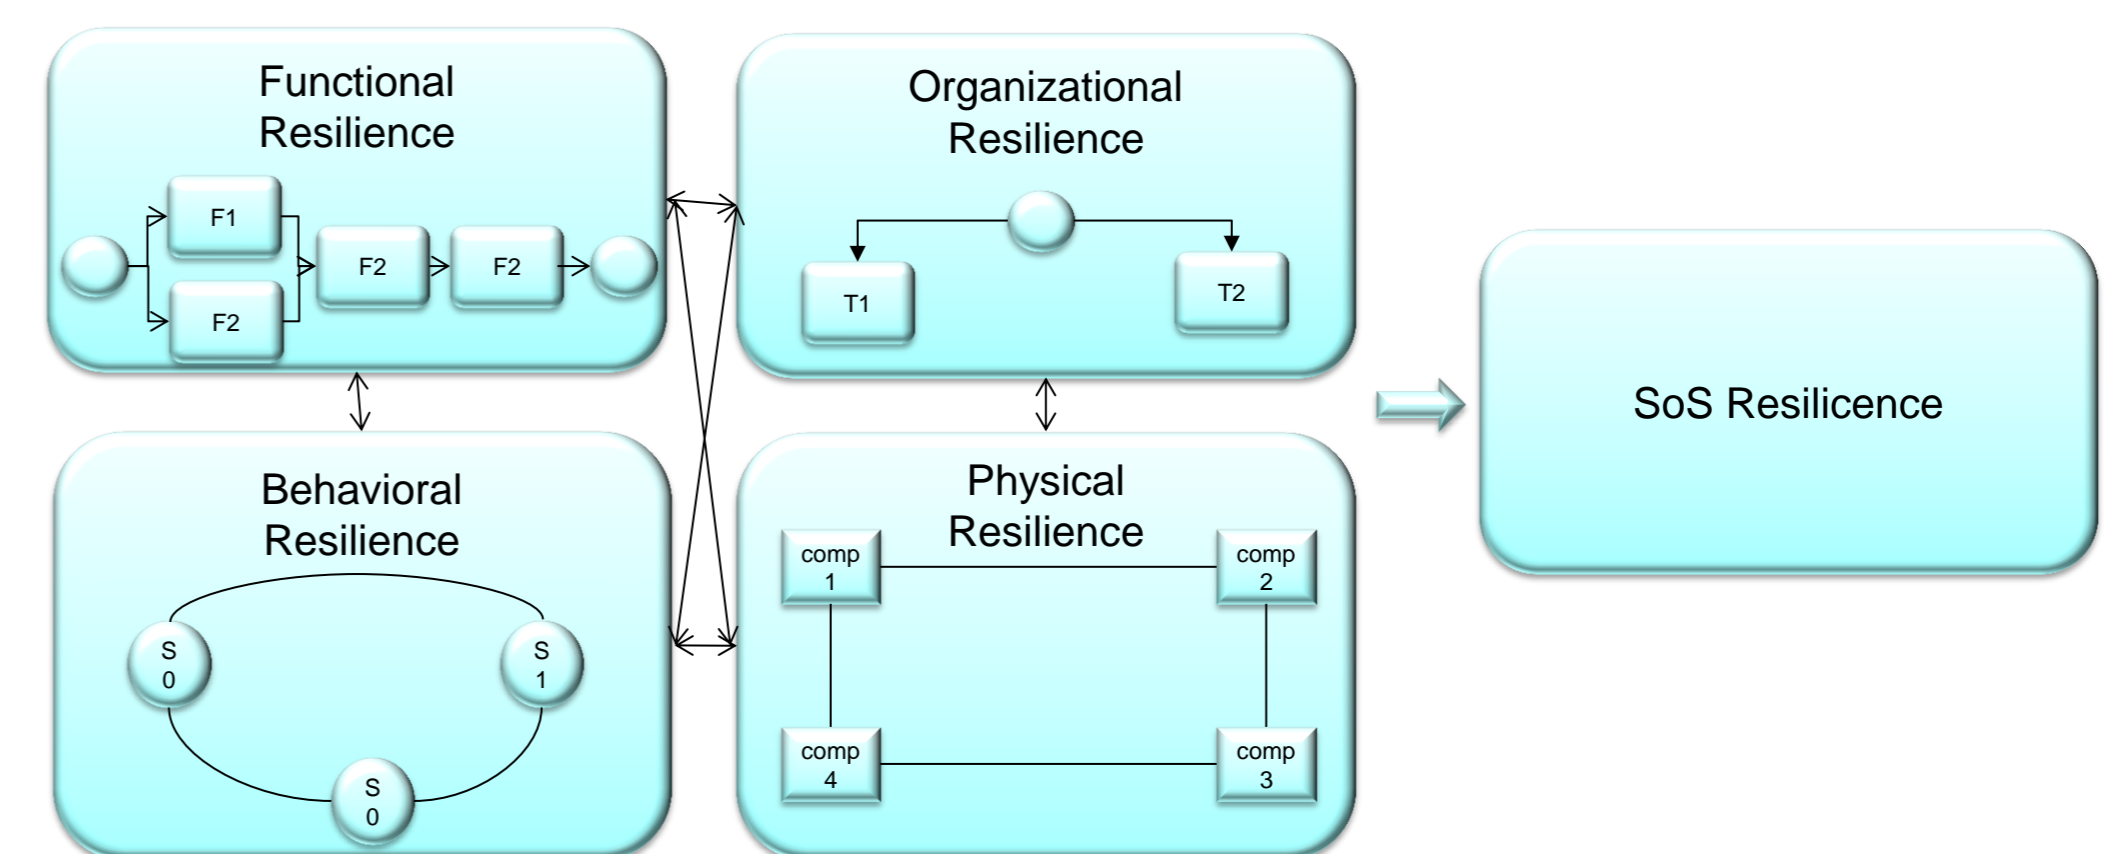 Functional
Resilience
F1
F2
F2
F2
Organizational
Resilience
T1
T2
Behavioral
Resilience
S
0
S
1
S
0
Physical
Resilience
comp
1
comp
2
comp
4
comp
3
SoS Resilicence